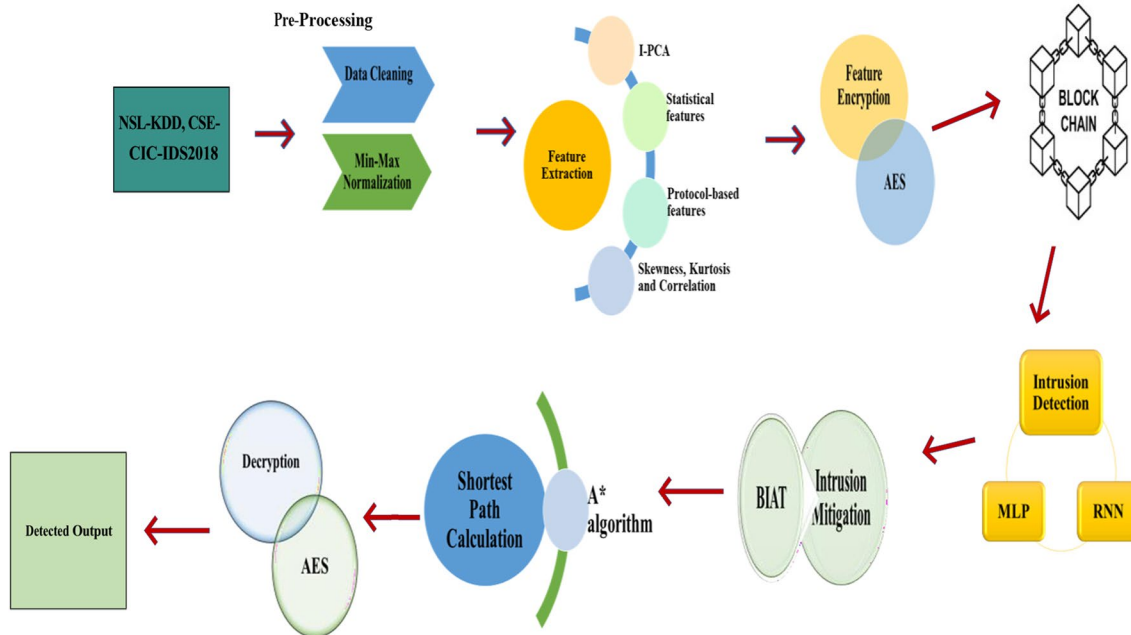 Pre-Processing
NSL-KDD, CSE-
CIC-IDS2018
Data Cleaning
Min-Max
Normalization
Feature
Extraction
I-PCA
Statistical
features
Protocol-based
features
Skewness, Kurtosis
and Correlation
Feature
Encryption
AES
BLOCK
CHAIN
Intrusion
Detection
MLP
RNN
Intrusion
Mitigation
BIAT
A*
algorithm
Shortest
Path
Calculation
Decryption
AES
Detected Output